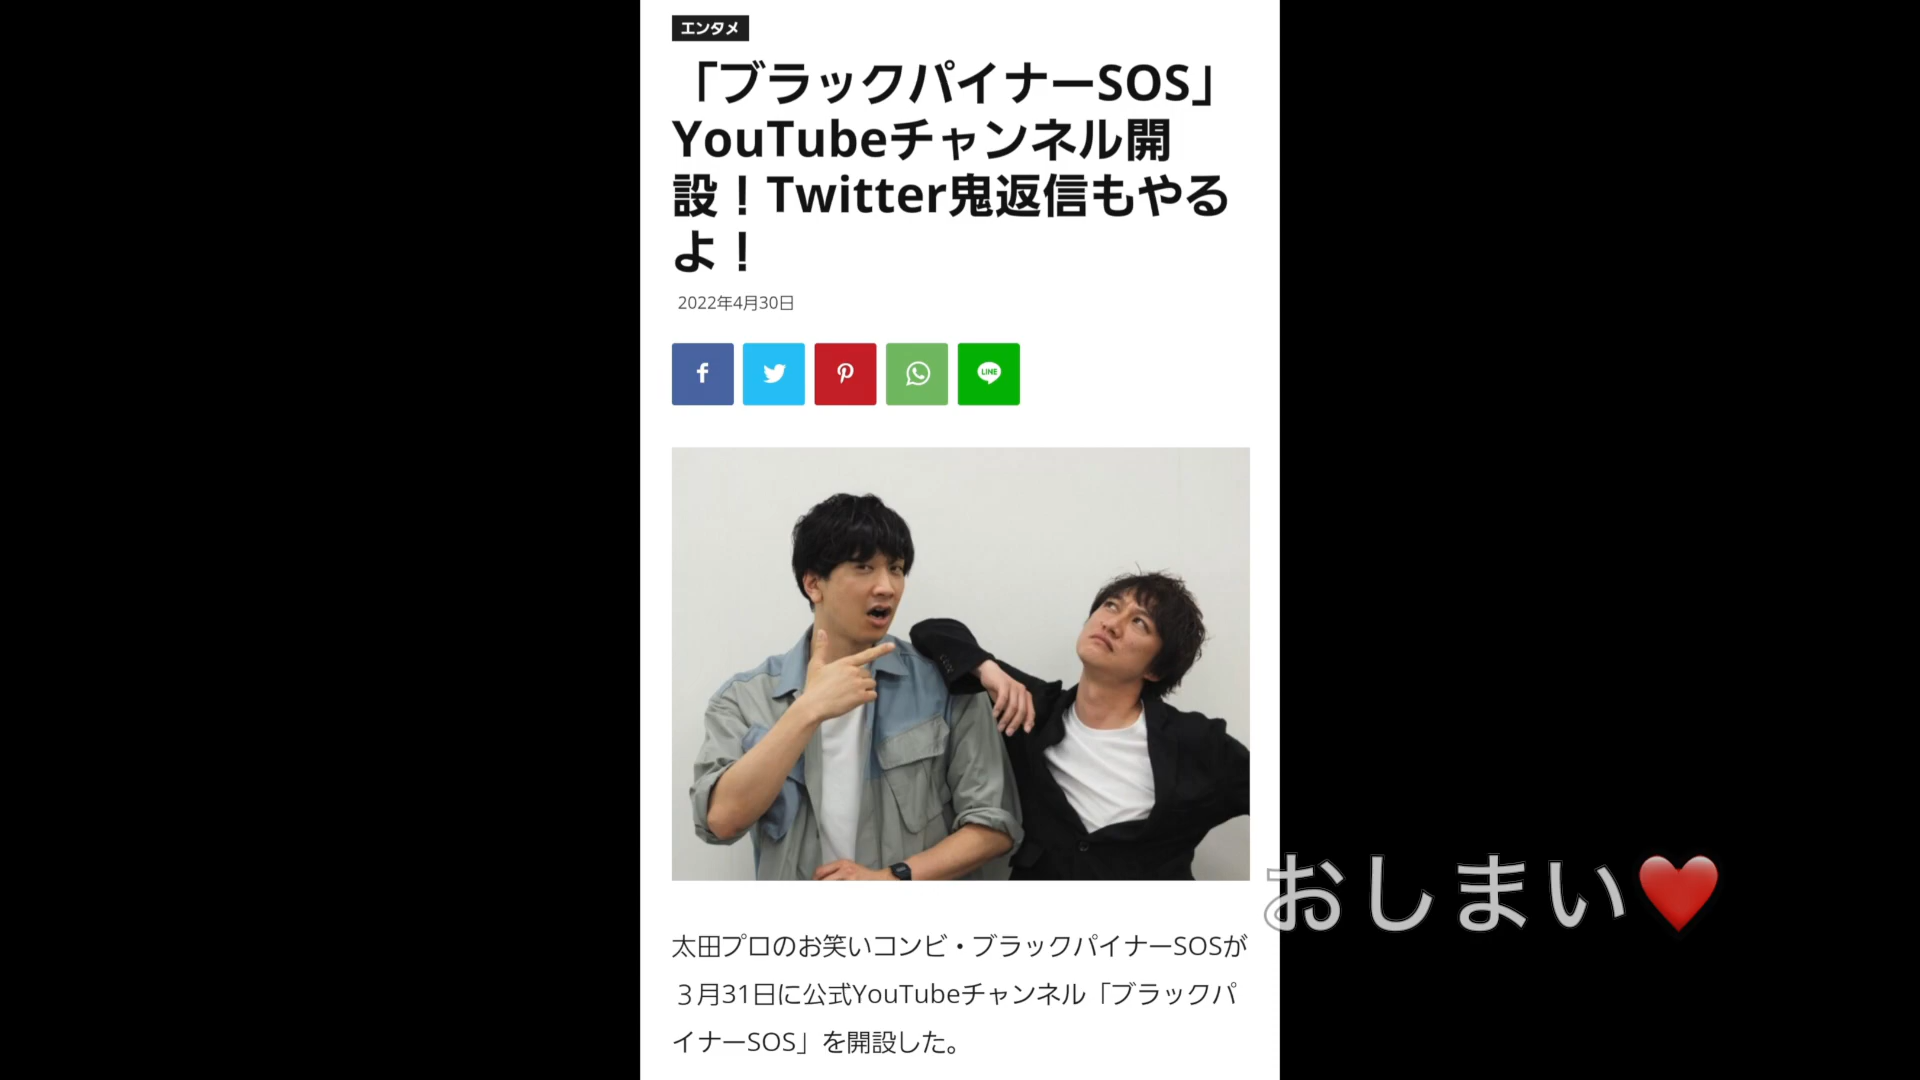 エンタメ
「ブラックパイナーSOS」
YouTubeチャンネル開
設！Twitter鬼返信もやる
よ！
2022年4月30日
LINE
おしまい❤️
太田プロのお笑いコンビ・ブラックパイナーSOSが
３月31日に公式YouTubeチャンネル「ブラックパ
イナーSOS」を開設した。